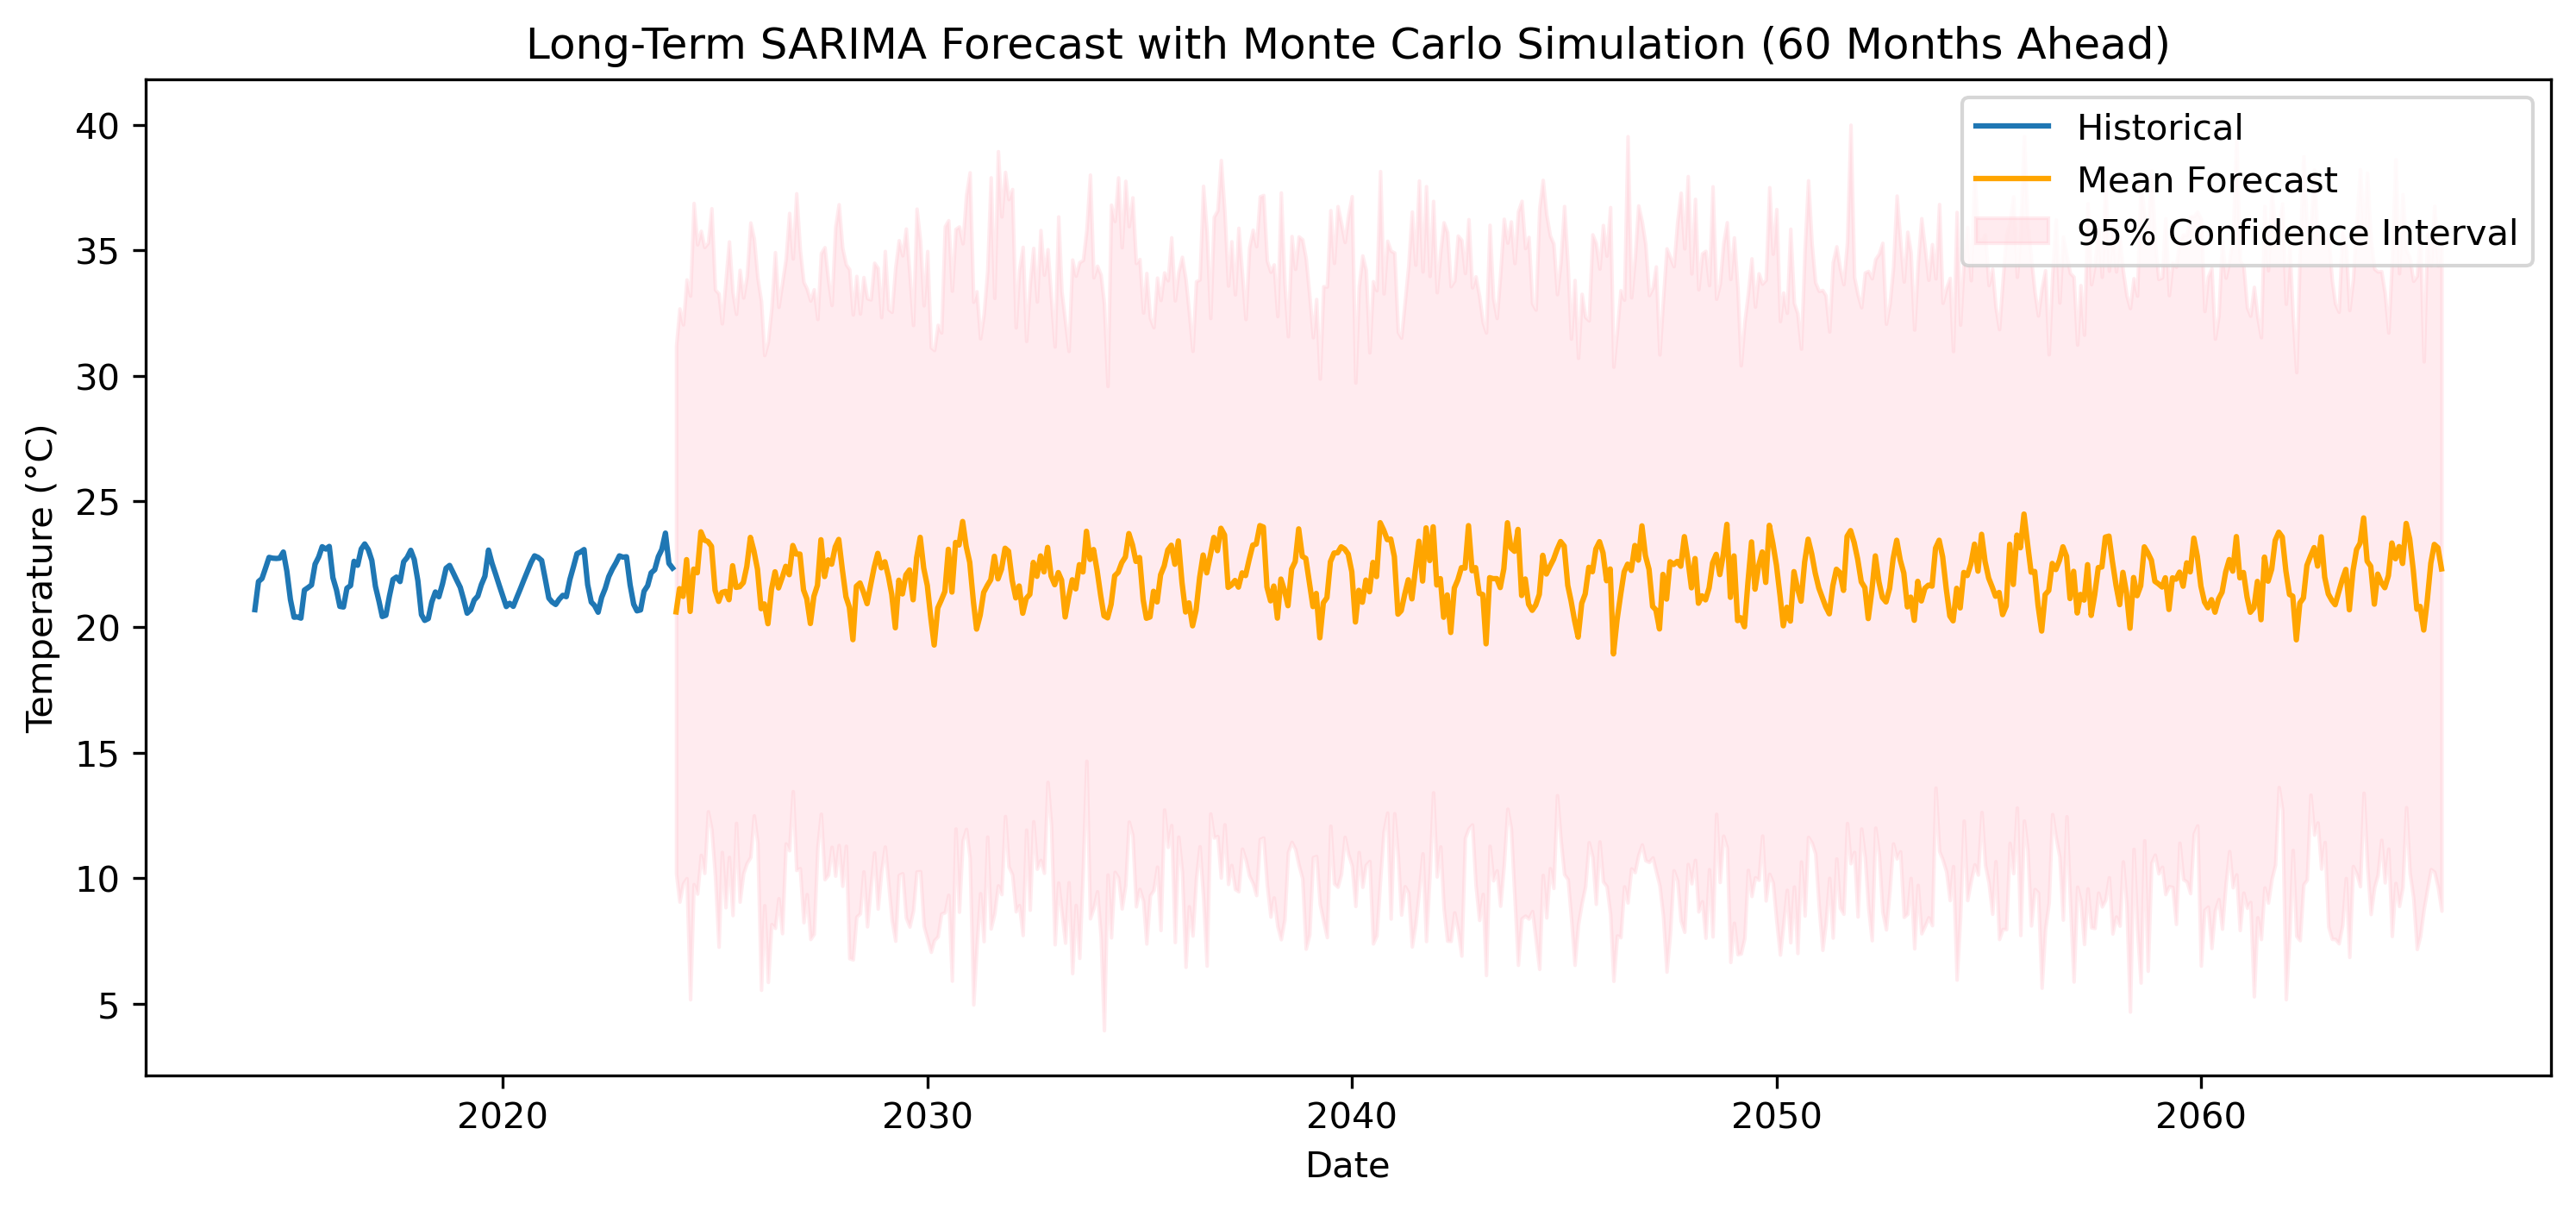 Long-Term SARIMA Forecast with Monte Carlo Simulation (60 Months Ahead)
Historical
Mean Forecast
95% Confidence Interval
Temperature (°C)
40
35
30
25
20
15
10
5
2020
2030
2040
2050
2060
Date